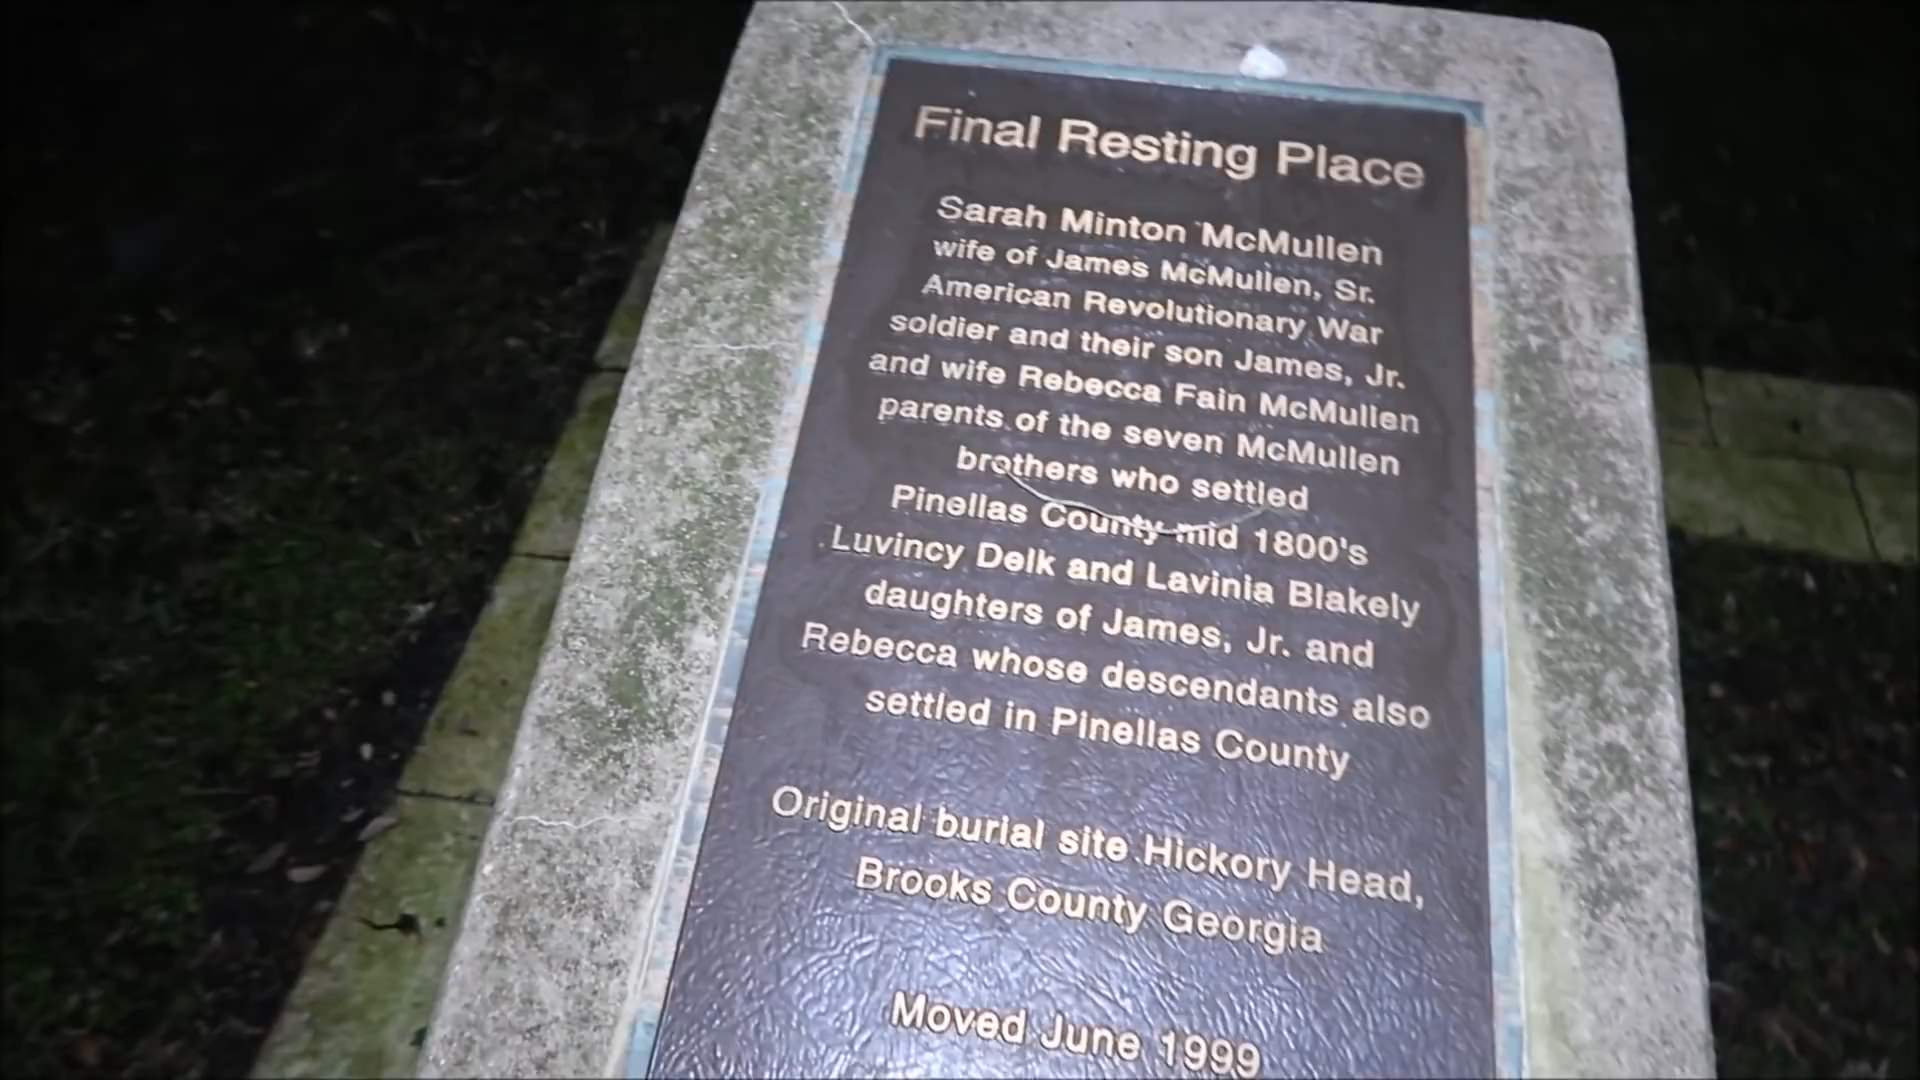 Final Resting Place
Sarah Minton McMullen
wife of James McMullen, Sr.
American Revolutionary War
soldier and their son James, Jr.
and wife Rebecca Fain McMullen
parents of the seven McMullen
brothers who settled
Pinellas County mid 1800's
Luvincy Delk and Lavinia Blakely
daughters of James, Jr. and
Rebecca whose descendants also
settled in Pinellas County
Original burial site Hickory Head,
Brooks County Georgia
Moved June 1999